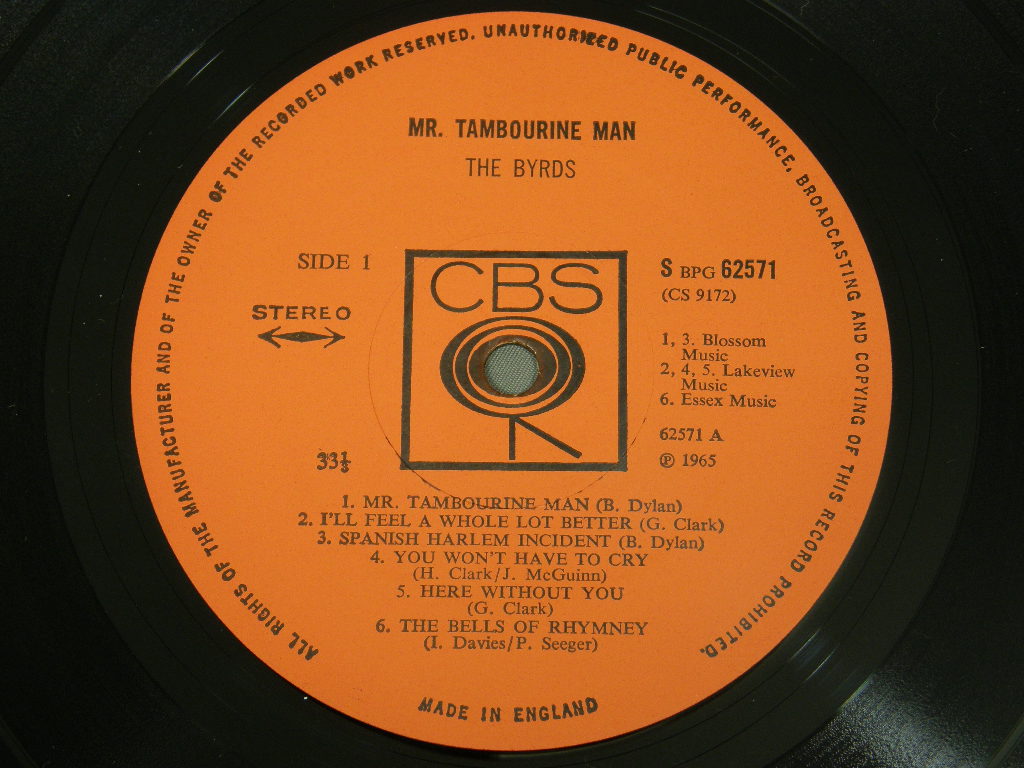 ALL RIGHTS OF THE MANUFACTURER AND OF THE OWNER OF THE RECORDED WORK RESERVED. UNAUTHORIZED PUBLIC PERFORMANCE, BROADCASTING AND COPYING OF THIS RECORD PROHIBITED.
MR. TAMBOURINE MAN
THE BYRDS
SIDE 1
STEREO
33⅓
CBS
S BPG 62571
(CS 9172)
1, 3. Blossom
Music
2, 4, 5. Lakeview
Music
6. Essex Music
62571 A
℗ 1965
1. MR. TAMBOURINE MAN (B. Dylan)
2. I'LL FEEL A WHOLE LOT BETTER (G. Clark)
3. SPANISH HARLEM INCIDENT (B. Dylan)
4. YOU WON'T HAVE TO CRY
(H. Clark/J. McGuinn)
5. HERE WITHOUT YOU
(G. Clark)
6. THE BELLS OF RHYMNEY
(I. Davies/P. Seeger)
MADE IN ENGLAND